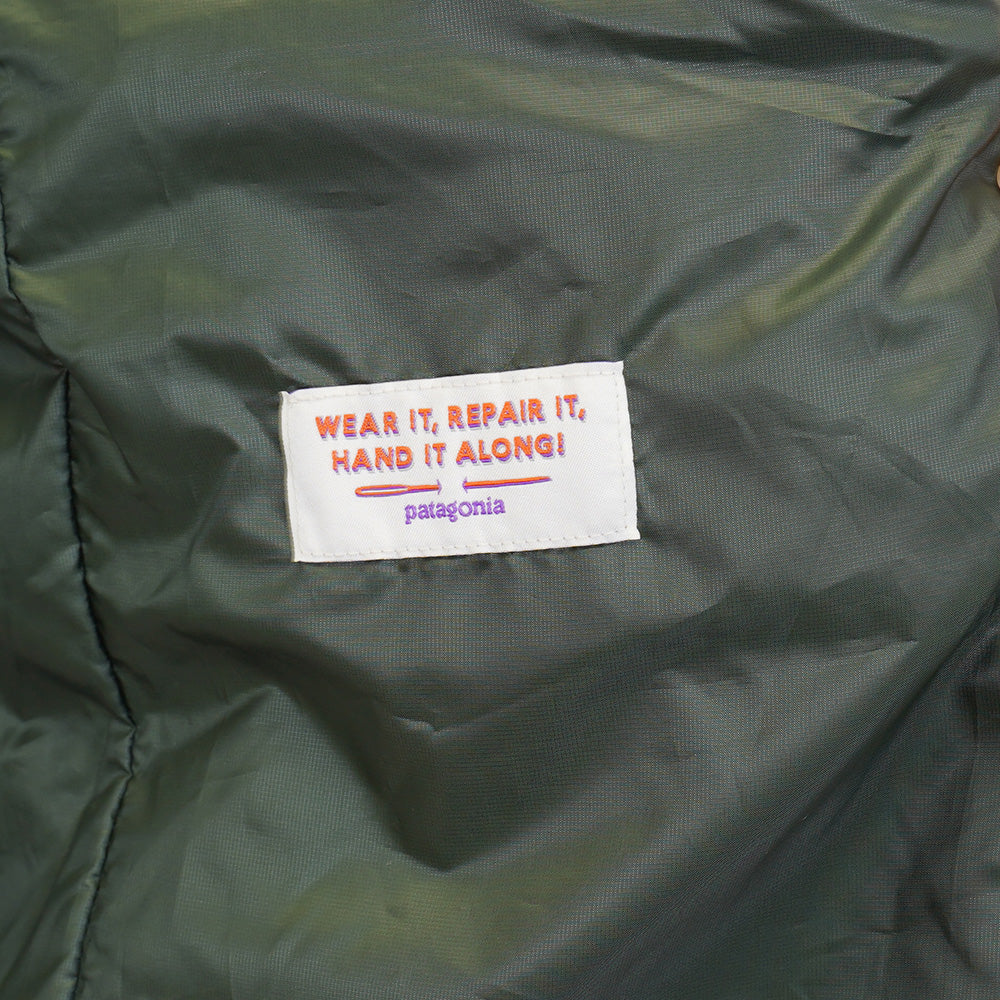 WEAR IT, REPAIR IT,
HAND IT ALONG!
patagonia